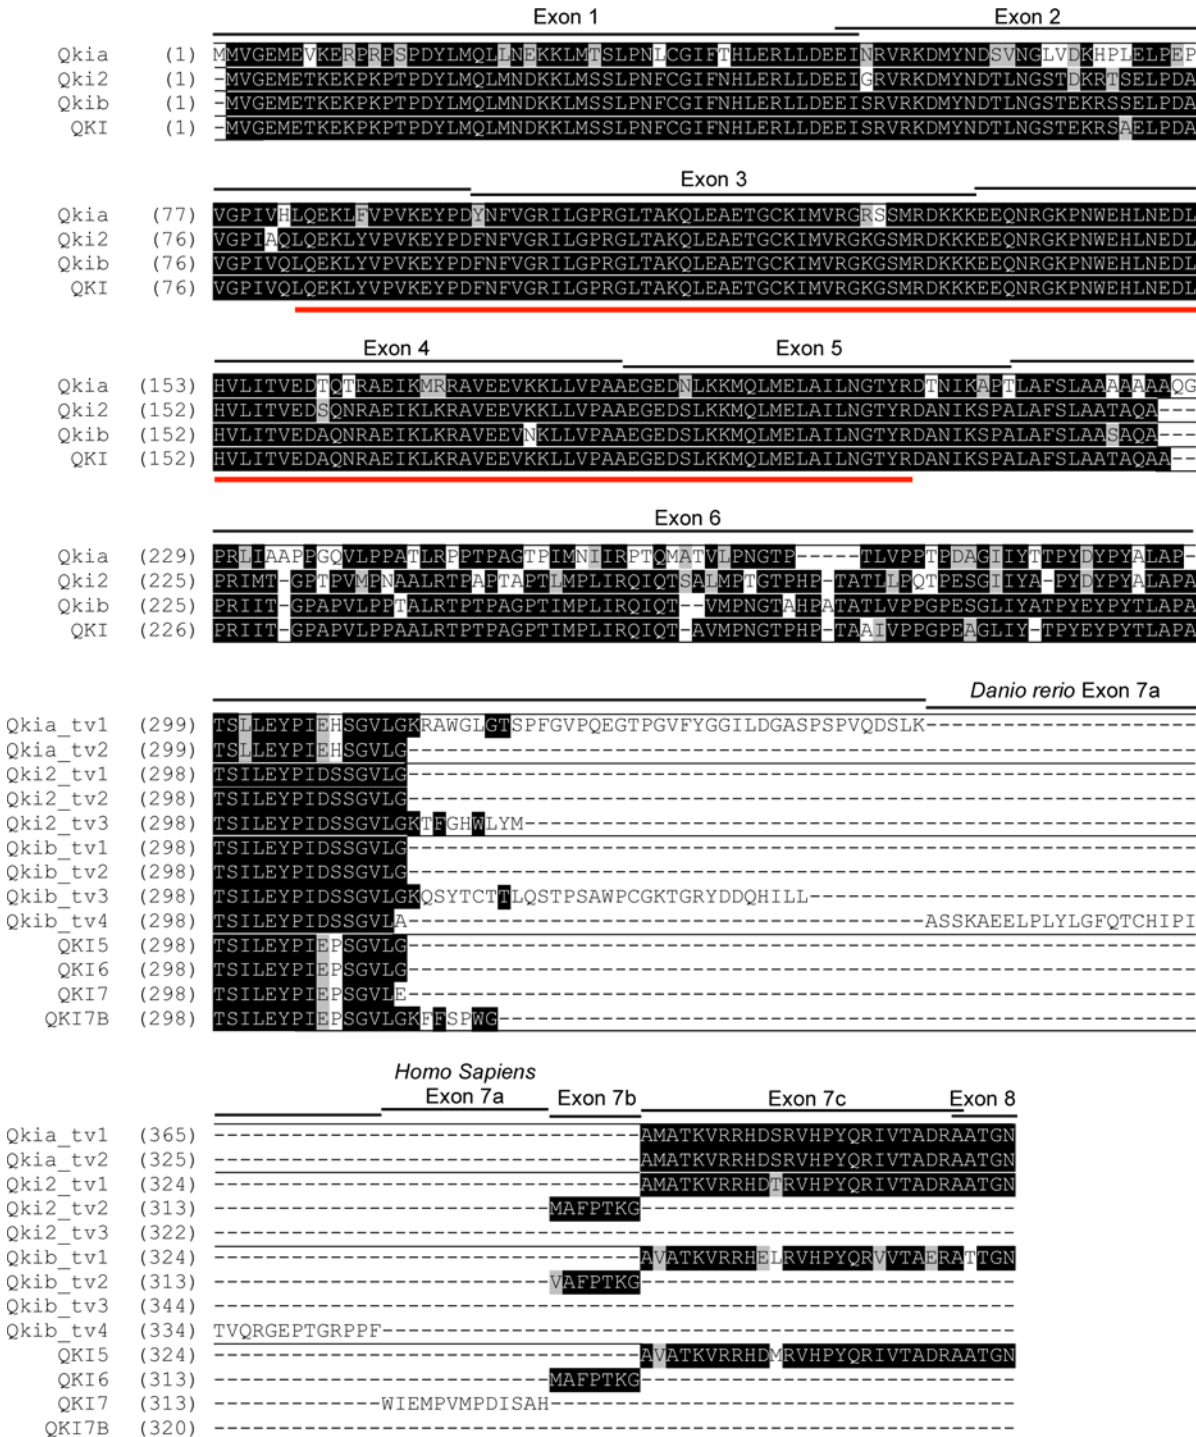 Exon 1 Exon 2
Qkia (1) MMVGEMEVKERPRPSPDYLMQLLNEKKLMTSLPNLCGIFTHLERLLDEEINRVRKDMYNDSVNGLVDKHPLELPEP
Qki2 (1) -MVGEMETKEKPKPTPDYLMQLMNDKKLMSSLPNFCGIFNHLERLLDEEIGRVRKDMYNDTLNGSTDKRTSELPDA
Qkib (1) -MVGEMETKEKPKPTPDYLMQLMNDKKLMSSLPNFCGIFNHLERLLDEEISRVRKDMYNDTLNGSTEKRSSELPDA
QKI (1) -MVGEMETKEKPKPTPDYLMQLMNDKKLMSSLPNFCGIFNHLERLLDEEISRVRKDMYNDTLNGSTEKRSAELPDA
Exon 3
Qkia (77) VGPIVHLQEKLFVPVKEYPDYNFVGRILGPRGLTAKQLEAETGCKIMVRGRSSMRDKKKEEQNRGKPNWEHLNEDL
Qki2 (76) VGPIAQLQEKLYVPVKEYPDFNFVGRILGPRGLTAKQLEAETGCKIMVRGKGSMRDKKKEEQNRGKPNWEHLNEDL
Qkib (76) VGPIVQLQEKLYVPVKEYPDFNFVGRILGPRGLTAKQLEAETGCKIMVRGKGSMRDKKKEEQNRGKPNWEHLNEDL
QKI (76) VGPIVQLQEKLYVPVKEYPDFNFVGRILGPRGLTAKQLEAETGCKIMVRGKGSMRDKKKEEQNRGKPNWEHLNEDL
Exon 4 Exon 5
Qkia (153) HVLITVEDTQTRAEIKMRRAVEEVKKLLVPAAEGEDNLKKMQLMELAILNGTYRDTNIKAPTLAFSLAAAAAAAQG
Qki2 (152) HVLITVEDSQNRAEIKLKRAVEEVKKLLVPAAEGEDSLKKMQLMELAILNGTYRDANIKSPALAFSLAATAQA---
Qkib (152) HVLITVEDAQNRAEIKLKRAVEEVNKLLVPAAEGEDSLKKMQLMELAILNGTYRDANIKSPALAFSLAASAQA---
QKI (152) HVLITVEDAQNRAEIKLKRAVEEVKKLLVPAAEGEDSLKKMQLMELAILNGTYRDANIKSPALAFSLAATAQAA--
Exon 6
Qkia (229) PRLIAAPPGQVLPPATLRPPTPAGTPIMNIIRPTQMATVLPNGTP-----TLVPPTPDAGIIYTTPYDYPYALAP-
Qki2 (225) PRIMT-GPTPVMPNAALRTPAPTAPTLMPLIRQIQTSALMPTGTPHP-TATLLPQTPESGIIYA-PYDYPYALAPA
Qkib (225) PRIIT-GPAPVLPPTALRTPTPAGPTIMPLIRQIQT--VMPNGTAHPATATLVPPGPESGLIYATPYEYPYTLAPA
QKI (226) PRIIT-GPAPVLPPAALRTPTPAGPTIMPLIRQIQT-AVMPNGTPHP-TAAIVPPGPEAGLIY-TPYEYPYTLAPA
Danio rerio Exon 7a
Qkia_tv1 (299) TSLLEYPIEHSGVLGKRAWGLGTSPFGVPQEGTPGVFYGGILDGASPSPVQDSLK---------------------
Qkia_tv2 (299) TSLLEYPIEHSGVLG-------------------------------------------------------------
Qki2_tv1 (298) TSILEYPIDSSGVLG-------------------------------------------------------------
Qki2_tv2 (298) TSILEYPIDSSGVLG-------------------------------------------------------------
Qki2_tv3 (298) TSILEYPIDSSGVLGKTFGHWLYM----------------------------------------------------
Qkib_tv1 (298) TSILEYPIDSSGVLG-------------------------------------------------------------
Qkib_tv2 (298) TSILEYPIDSSGVLG-------------------------------------------------------------
Qkib_tv3 (298) TSILEYPIDSSGVLGKQSYTCTTLQSTPSAWPCGKTGRYDDQHILL------------------------------
Qkib_tv4 (298) TSILEYPIDSSGVLA----------------------------------------ASSKAEELPLYLGFQTCHIPI
QKI5 (298) TSILEYPIEPSGVLG-------------------------------------------------------------
QKI6 (298) TSILEYPIEPSGVLG-------------------------------------------------------------
QKI7 (298) TSILEYPIEPSGVLE-------------------------------------------------------------
QKI7B (298) TSILEYPIEPSGVLGKFFSPWG------------------------------------------------------
Homo Sapiens
Exon 7a Exon 7b Exon 7c Exon 8
Qkia_tv1 (365) ---------------------------------AMATKVRRHDSRVHPYQRIVTADRAATGN
Qkia_tv2 (325) ---------------------------------AMATKVRRHDSRVHPYQRIVTADRAATGN
Qki2_tv1 (324) ---------------------------------AMATKVRRHDTRVHPYQRIVTADRAATGN
Qki2_tv2 (313) --------------------------MAFPTKG-----------------------------
Qki2_tv3 (322) --------------------------------------------------------------
Qkib_tv1 (324) ---------------------------------AVATKVRRHELRVHPYQRVVTAERATTGN
Qkib_tv2 (313) --------------------------VAFPTKG-----------------------------
Qkib_tv3 (344) --------------------------------------------------------------
Qkib_tv4 (334) TVQRGEPTGRPPF-------------------------------------------------
QKI5 (324) ---------------------------------AVATKVRRHDMRVHPYQRIVTADRAATGN
QKI6 (313) --------------------------MAFPTKG-----------------------------
QKI7 (313) -------------WIEMPVMPDISAH------------------------------------
QKI7B (320) --------------------------------------------------------------